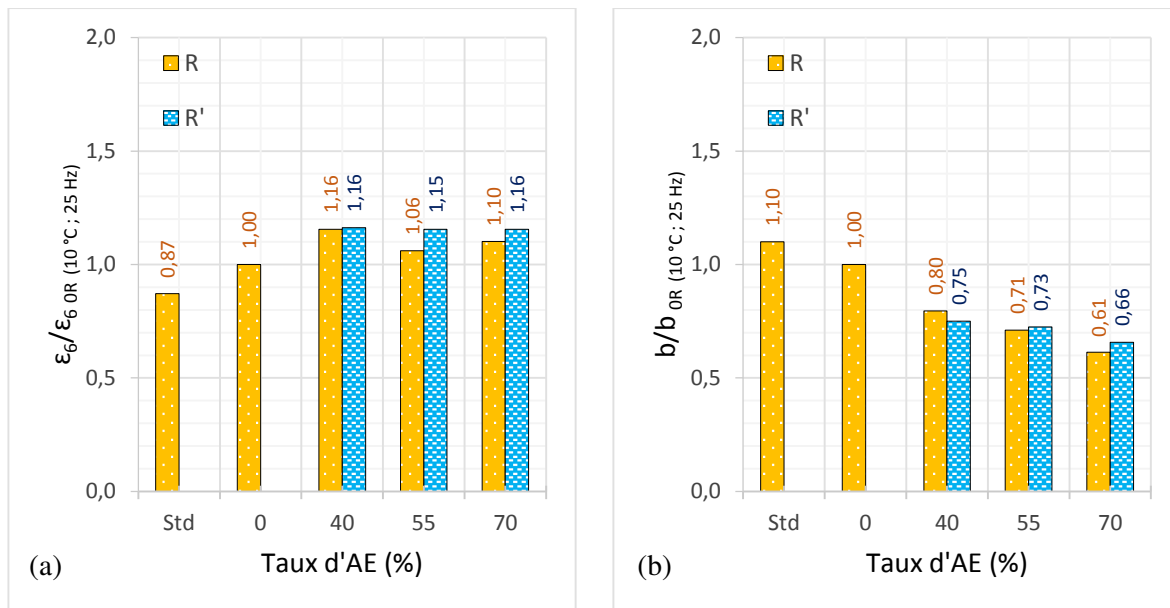 2,0
1,5
1,0
0,5
0,0
ε6/ε6 0R (10 °C ; 25 Hz)
R
R'
0,87
1,00
1,16
1,16
1,06
1,15
1,10
1,16
Std
0
40
55
70
Taux d'AE (%)
(a)
2,0
1,5
1,0
0,5
0,0
b/b 0R (10 °C ; 25 Hz)
R
R'
1,10
1,00
0,80
0,75
0,71
0,73
0,61
0,66
Std
0
40
55
70
Taux d'AE (%)
(b)